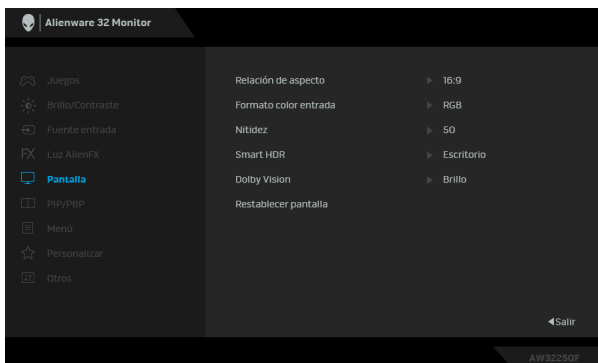 Alienware 32 Monitor
Juegos
Brillo/Contraste
Fuente entrada
FX Luz AlienFX
Pantalla
PIP/PBP
Menú
Personalizar
Otros
Relación de aspecto 16:9
Formato color entrada RGB
Nitidez 50
Smart HDR Escritorio
Dolby Vision Brillo
Restablecer pantalla
Salir
AW3225QF